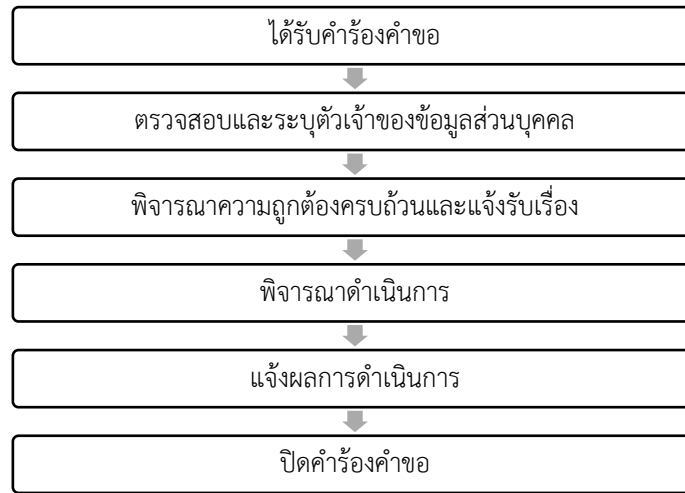 ได้รับคำร้องคำขอ
ตรวจสอบและระบุตัวเจ้าของข้อมูลส่วนบุคคล
พิจารณาความถูกต้องครบถ้วนและแจ้งรับเรื่อง
พิจารณาดำเนินการ
แจ้งผลการดำเนินการ
ปิดคำร้องคำขอ